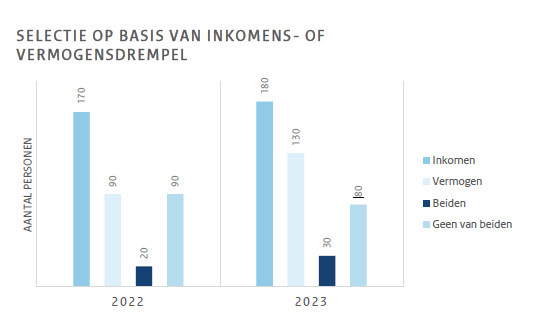 SELECTIE OP BASIS VAN INKOMENS- OF
VERMOGENSDREMPEL
AANTAL PERSONEN
170
90
20
90
180
130
30
80
2022
2023
Inkomen
Vermogen
Beiden
Geen van beiden